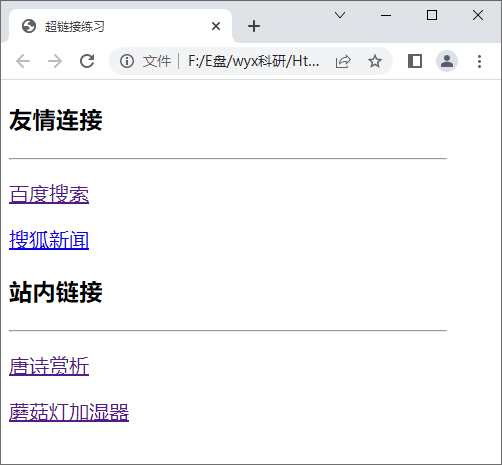 超链接练习
文件 | F:/E盘/wyx科研/Ht...
友情连接
百度搜索
搜狐新闻
站内链接
唐诗赏析
蘑菇灯加湿器